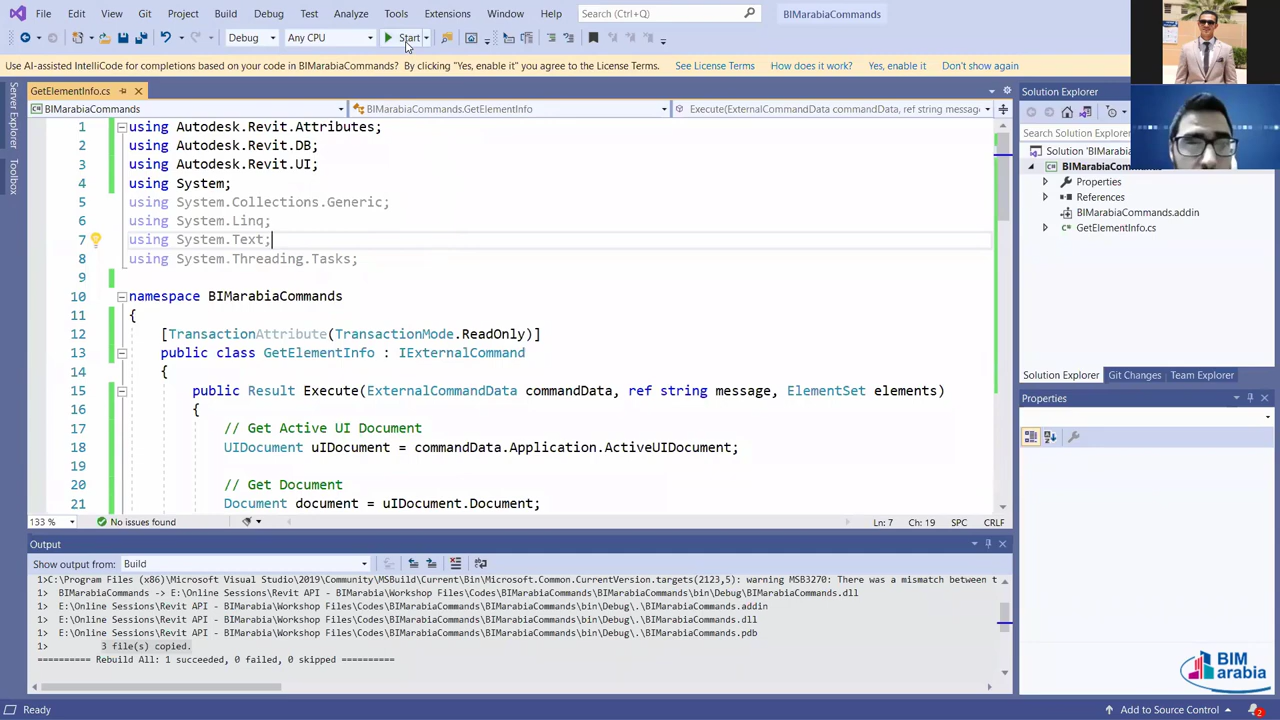 File Edit View Git Project Build Debug Test Analyze Tools Extensions Window Help Search (Ctrl+Q) BIMarabiaCommands
Debug Any CPU Start
Use AI-assisted IntelliCode for completions based on your code in BIMarabiaCommands? By clicking "Yes, enable it" you agree to the License Terms. See License Terms How does it work? Yes, enable it Don't show again
Server Explorer
Toolbox
GetElementInfo.cs
BIMarabiaCommands BIMarabiaCommands.GetElementInfo Execute(ExternalCommandData commandData, ref string messag
1 using Autodesk.Revit.Attributes;
2 using Autodesk.Revit.DB;
3 using Autodesk.Revit.UI;
4 using System;
5 using System.Collections.Generic;
6 using System.Linq;
7 using System.Text;
8 using System.Threading.Tasks;
9
10 namespace BIMarabiaCommands
11 {
12 [TransactionAttribute(TransactionMode.ReadOnly)]
13 public class GetElementInfo : IExternalCommand
14 {
15 public Result Execute(ExternalCommandData commandData, ref string message, ElementSet elements)
16 {
17 // Get Active UI Document
18 UIDocument uIDocument = commandData.Application.ActiveUIDocument;
19
20 // Get Document
21 Document document = uIDocument.Document;
133 % No issues found Ln: 7 Ch: 19 SPC CRLF
Output
Show output from: Build
1>C:\Program Files (x86)\Microsoft Visual Studio\2019\Community\MSBuild\Current\Bin\Microsoft.Common.CurrentVersion.targets(2123,5): warning MSB3270: There was a mismatch between t
1> BIMarabiaCommands -> E:\Online Sessions\Revit API - BIMarabia\Workshop Files\Codes\BIMarabiaCommands\BIMarabiaCommands\bin\Debug\BIMarabiaCommands.dll
1> E:\Online Sessions\Revit API - BIMarabia\Workshop Files\Codes\BIMarabiaCommands\BIMarabiaCommands\bin\Debug\.\BIMarabiaCommands.addin
1> E:\Online Sessions\Revit API - BIMarabia\Workshop Files\Codes\BIMarabiaCommands\BIMarabiaCommands\bin\Debug\.\BIMarabiaCommands.dll
1> E:\Online Sessions\Revit API - BIMarabia\Workshop Files\Codes\BIMarabiaCommands\BIMarabiaCommands\bin\Debug\.\BIMarabiaCommands.pdb
1> 3 file(s) copied.
========== Rebuild All: 1 succeeded, 0 failed, 0 skipped ==========
Solution Explorer
Search Solution Explorer
Solution 'BIMarabia
BIMarabiaComma
Properties
References
BIMarabiaCommands.addin
GetElementInfo.cs
Solution Explorer Git Changes Team Explorer
Properties
BIM
arabia
Ready Add to Source Control 2